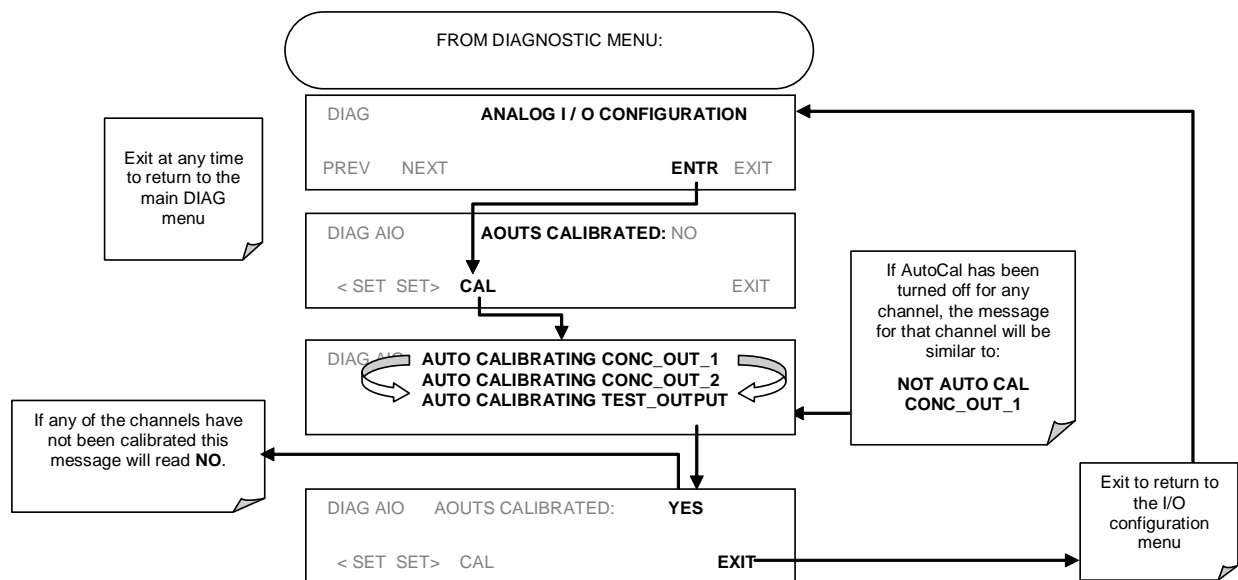 FROM DIAGNOSTIC MENU:
DIAG ANALOG I / O CONFIGURATION
PREV NEXT ENTR EXIT
Exit at any time
to return to the
main DIAG
menu
DIAG AIO AOUTS CALIBRATED: NO
< SET SET> CAL EXIT
If AutoCal has been
turned off for any
channel, the message
for that channel will be
similar to:
NOT AUTO CAL
CONC_OUT_1
DIAG AIO AUTO CALIBRATING CONC_OUT_1
AUTO CALIBRATING CONC_OUT_2
AUTO CALIBRATING TEST_OUTPUT
If any of the channels have
not been calibrated this
message will read NO.
DIAG AIO AOUTS CALIBRATED: YES
< SET SET> CAL EXIT
Exit to return to
the I/O
configuration
menu